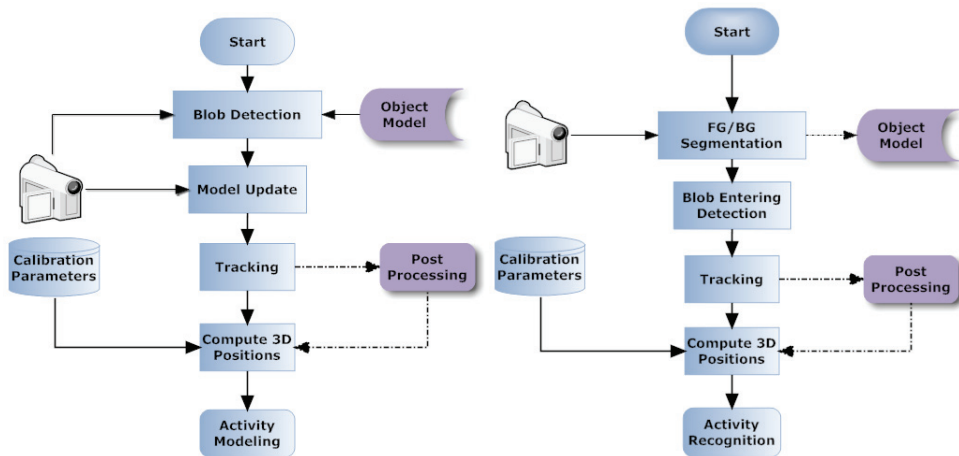 Start
Blob Detection
Object
Model
Model Update
Calibration
Parameters
Tracking
Post
Processing
Compute 3D
Positions
Activity
Modeling
Start
FG/BG
Segmentation
Object
Model
Blob Entering
Detection
Calibration
Parameters
Tracking
Post
Processing
Compute 3D
Positions
Activity
Recognition